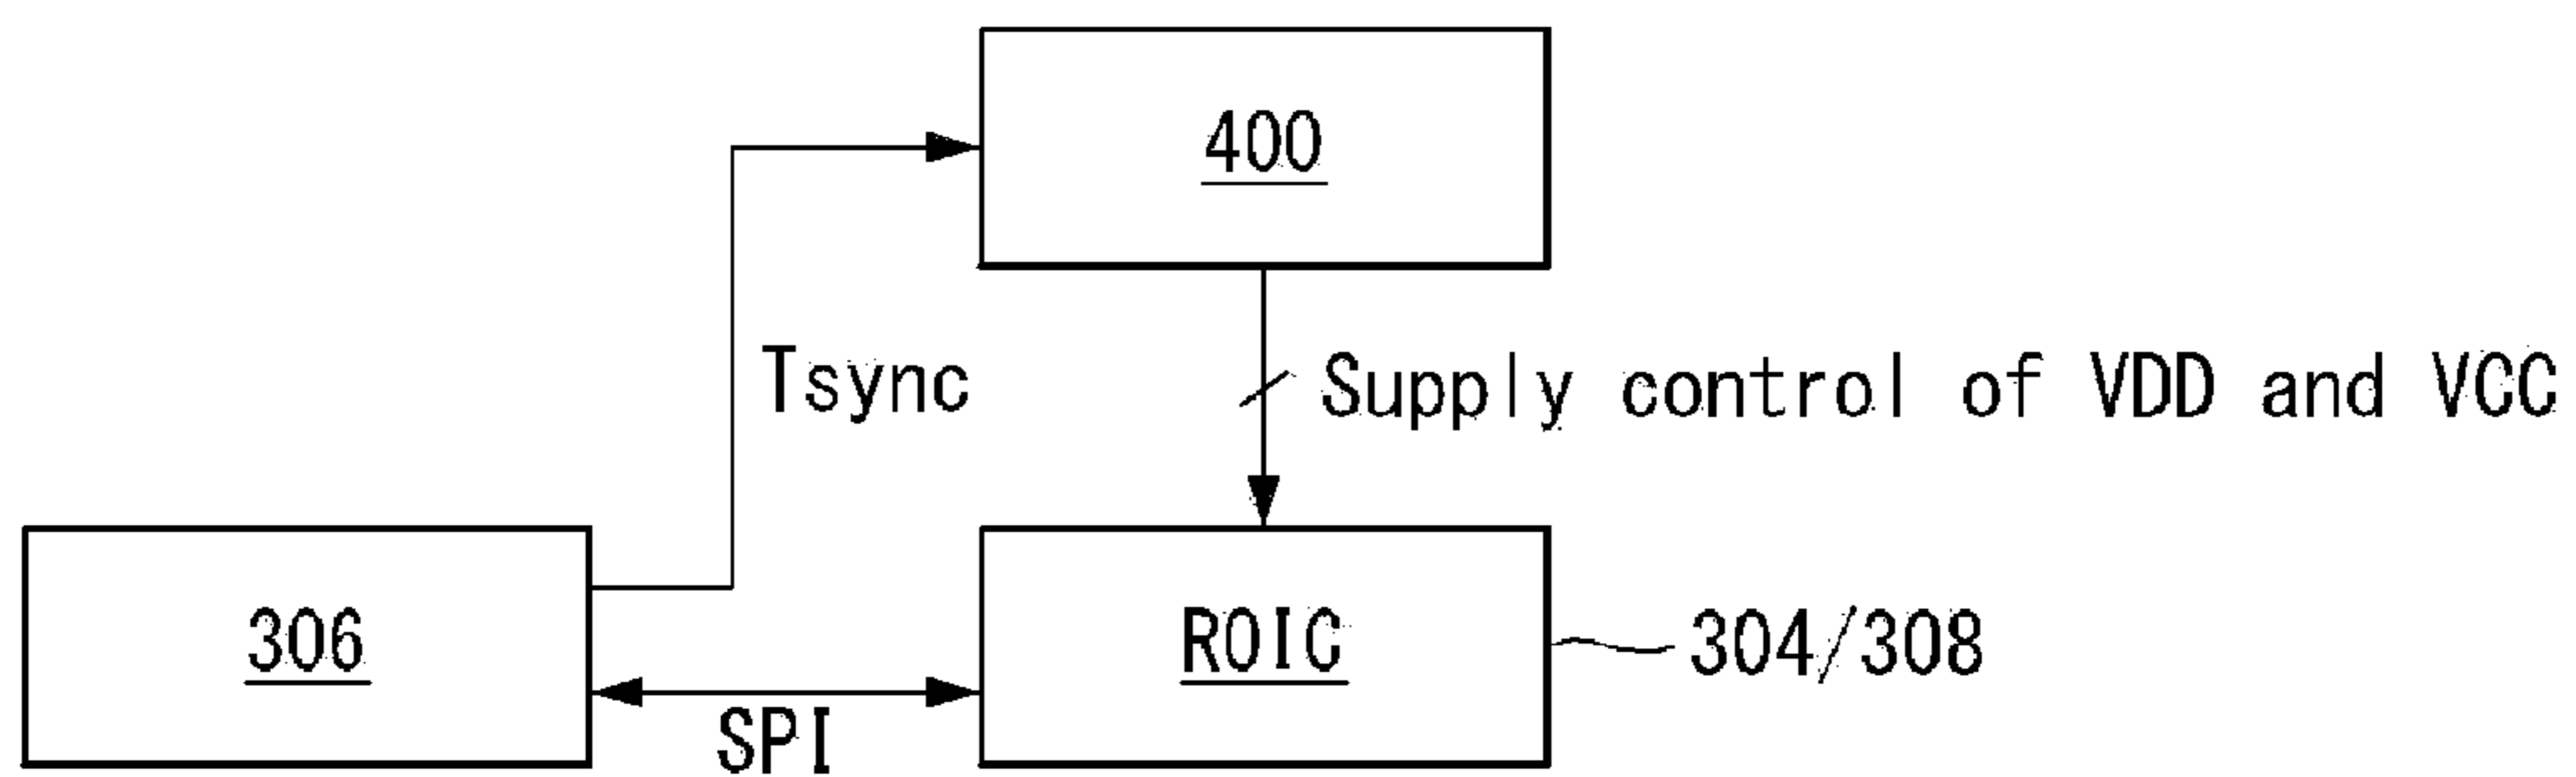 400
Tsync
Supply control of VDD and VCC
306
ROIC
304/308
SPI